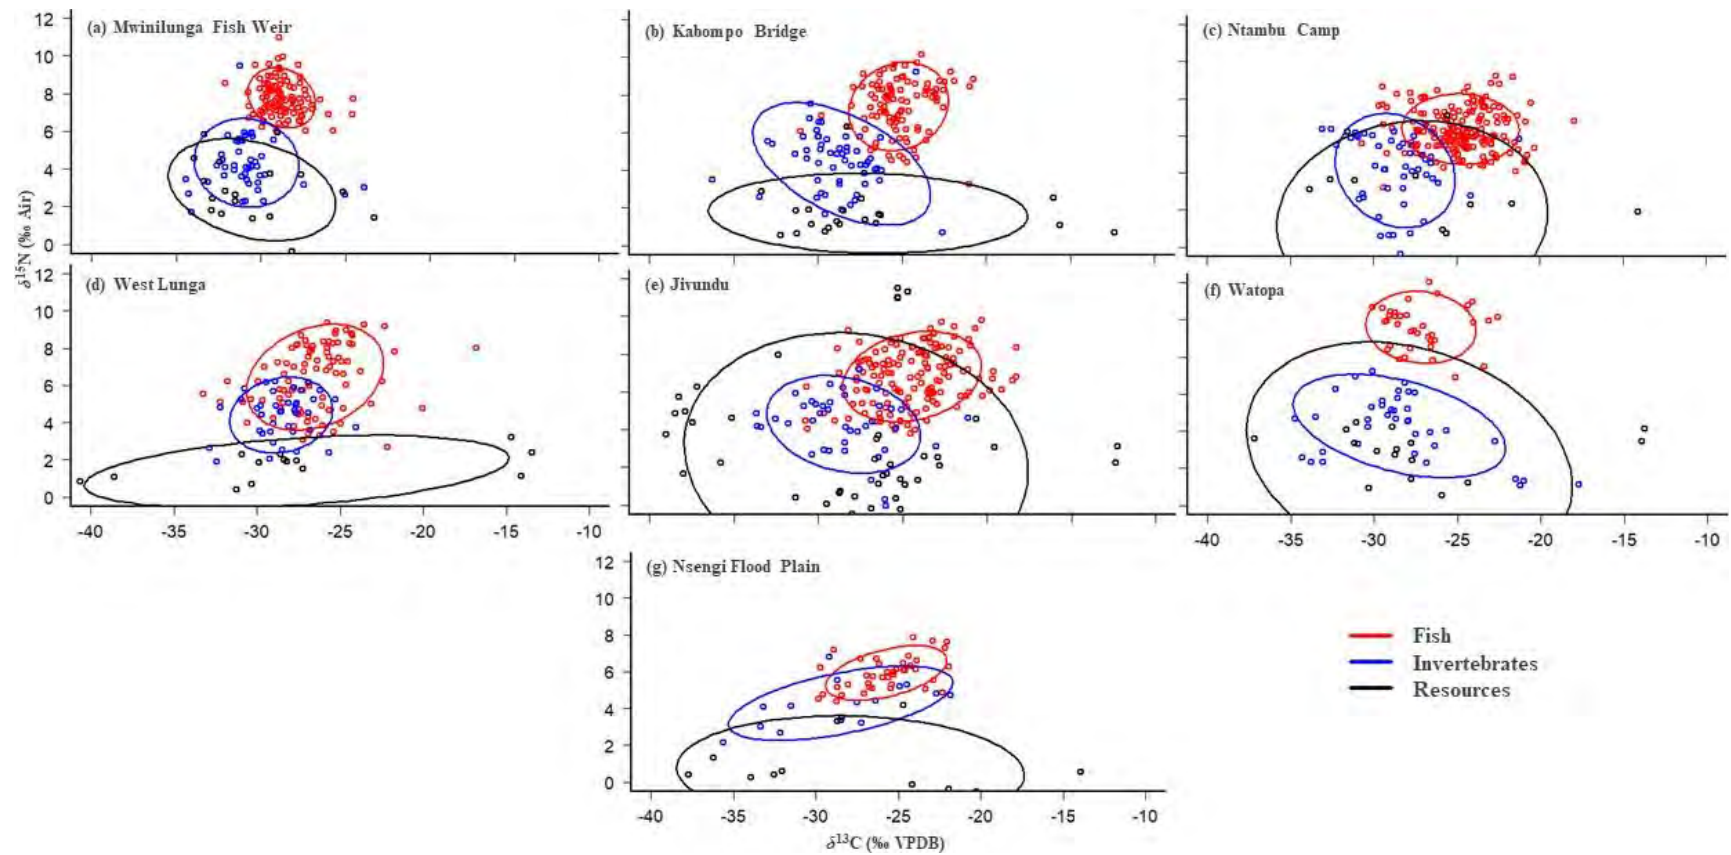 (a) Mwinilunga Fish Weir
(b) Kabompo Bridge
(c) Ntambu Camp
12
10
8
6
4
2
0
(d) West Lunga
(e) Jivundu
(f) Watopa
12
10
8
6
4
2
0
δ15N (‰ Air)
-40 -35 -30 -25 -20 -15 -10
-40 -35 -30 -25 -20 -15 -10
(g) Nsengi Flood Plain
12
10
8
6
4
2
0
-40 -35 -30 -25 -20 -15 -10
δ13C (‰ VPDB)
Fish
Invertebrates
Resources